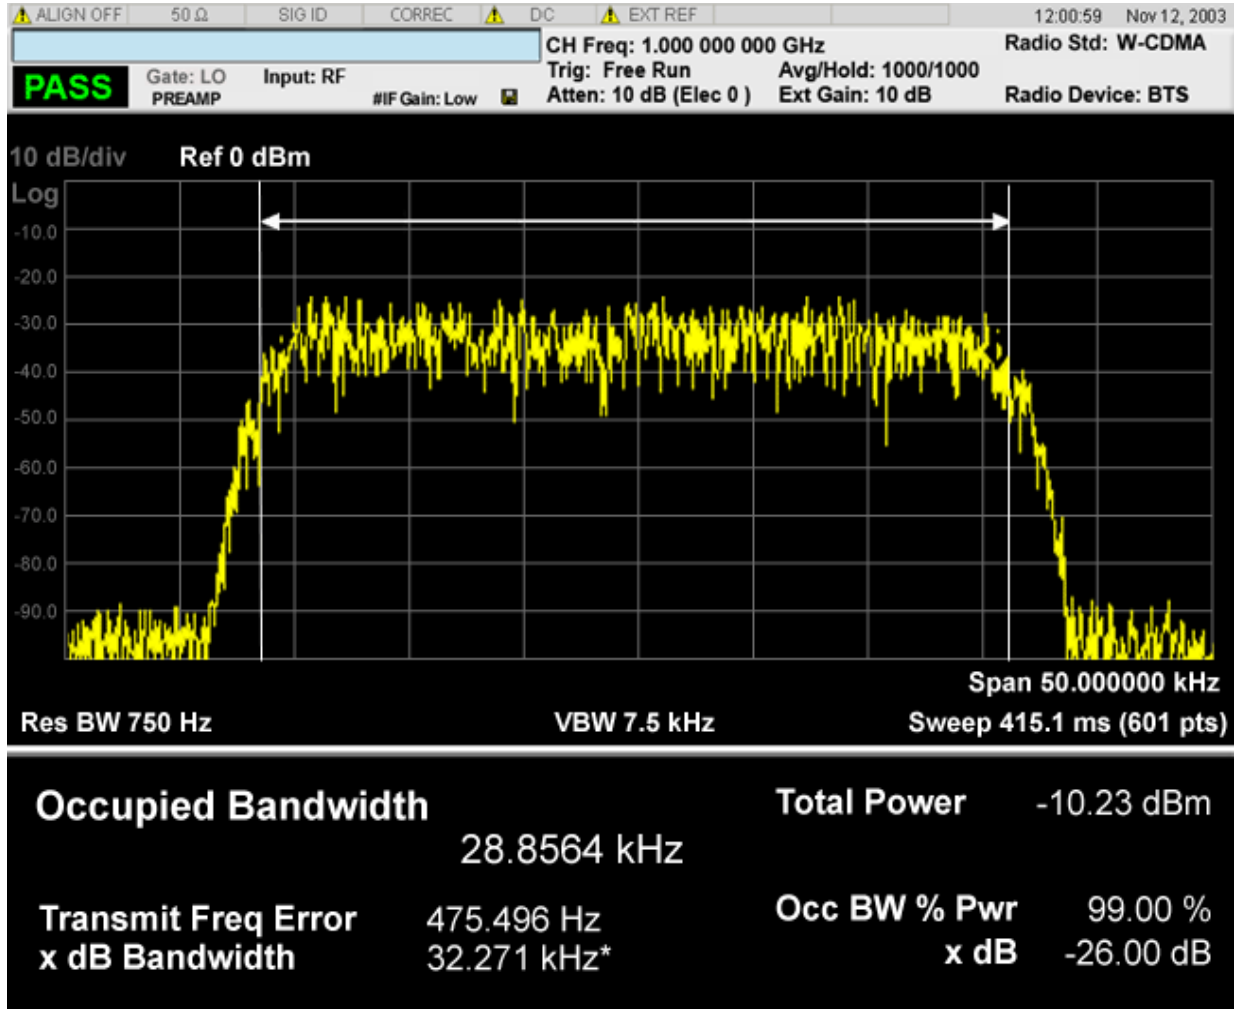 ALIGN OFF 50 Ω SIG ID CORREC DC EXT REF 12:00:59 Nov 12, 2003
CH Freq: 1.000 000 000 GHz Radio Std: W-CDMA
PASS Gate: LO Input: RF Trig: Free Run Avg/Hold: 1000/1000
PREAMP #IF Gain: Low Atten: 10 dB (Elec 0 ) Ext Gain: 10 dB Radio Device: BTS
10 dB/div Ref 0 dBm
Log
-10.0
-20.0
-30.0
-40.0
-50.0
-60.0
-70.0
-80.0
-90.0
Span 50.000000 kHz
Res BW 750 Hz VBW 7.5 kHz Sweep 415.1 ms (601 pts)
Occupied Bandwidth Total Power -10.23 dBm
28.8564 kHz
Transmit Freq Error 475.496 Hz Occ BW % Pwr 99.00 %
x dB Bandwidth 32.271 kHz* x dB -26.00 dB